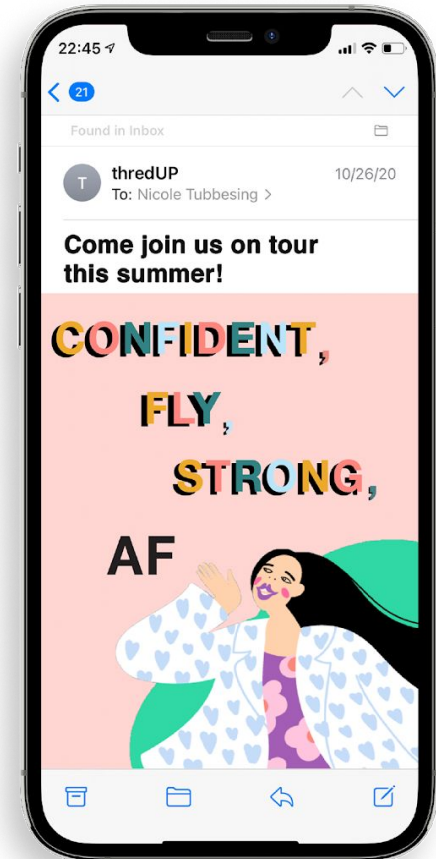 22:45
21
Found in Inbox
T
thredUP
10/26/20
To: Nicole Tubbesing >
Come join us on tour
this summer!
CONFIDENT,
FLY,
STRONG,
AF